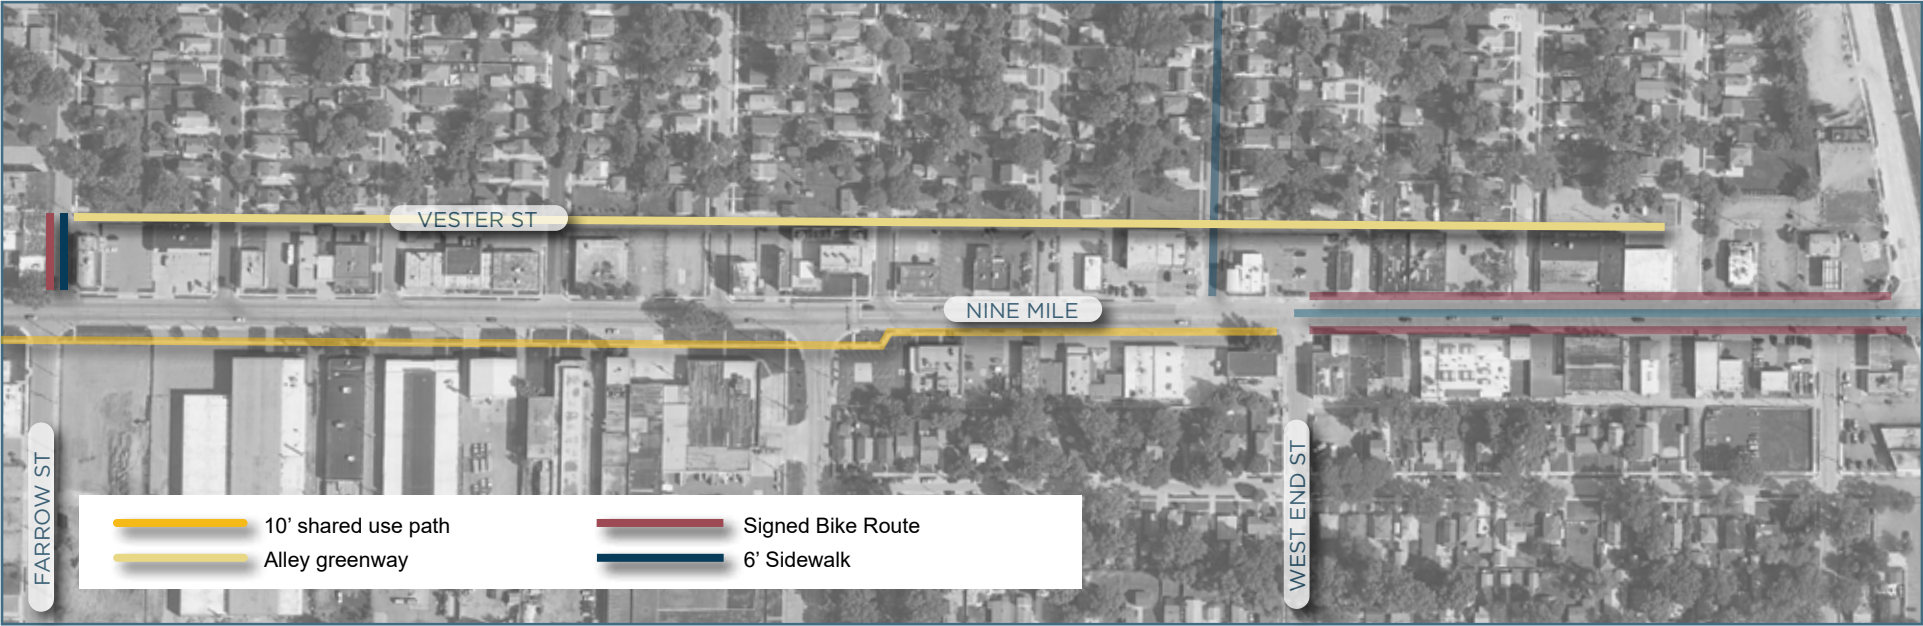 VESTER ST
NINE MILE
FARROW ST
WEST END ST
10’ shared use path
Alley greenway
Signed Bike Route
6’ Sidewalk